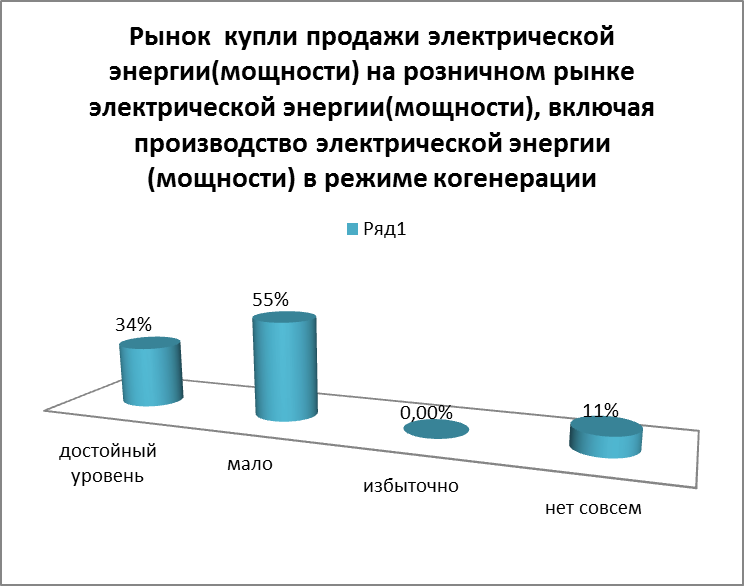 Рынок купли продажи электрической
энергии(мощности) на розничном рынке
электрической энергии(мощности), включая
производство электрической энергии
(мощности) в режиме когенерации
Ряд1
34%
55%
0,00%
11%
достойный
уровень
мало
избыточно
нет совсем